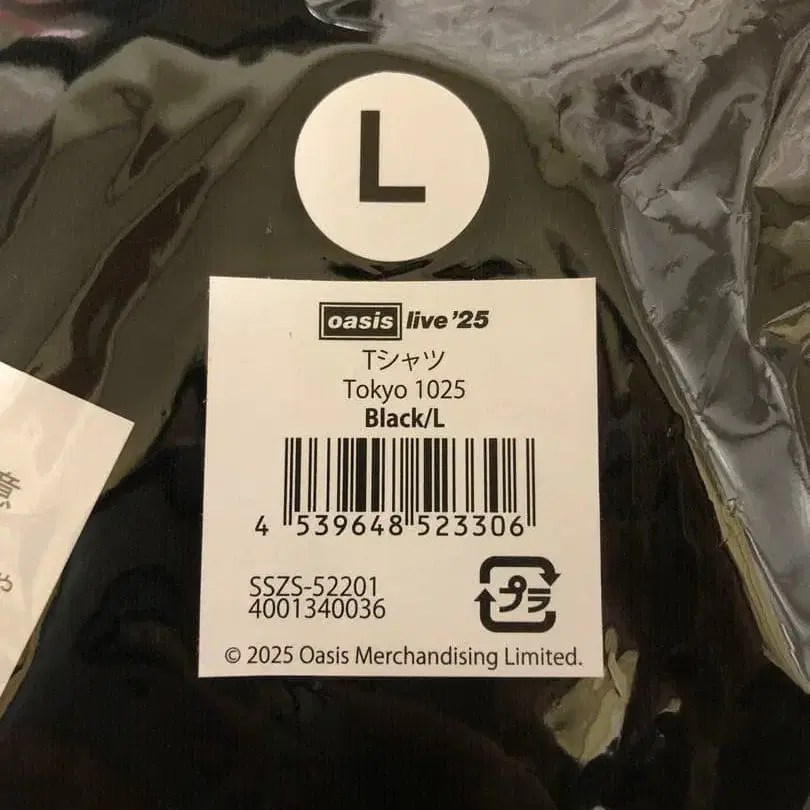 L
oasis live '25
Tシャツ
Tokyo 1025
Black/L
4 539648 523306
SSZS-52201
4001340036
プラ
© 2025 Oasis Merchandising Limited.
意